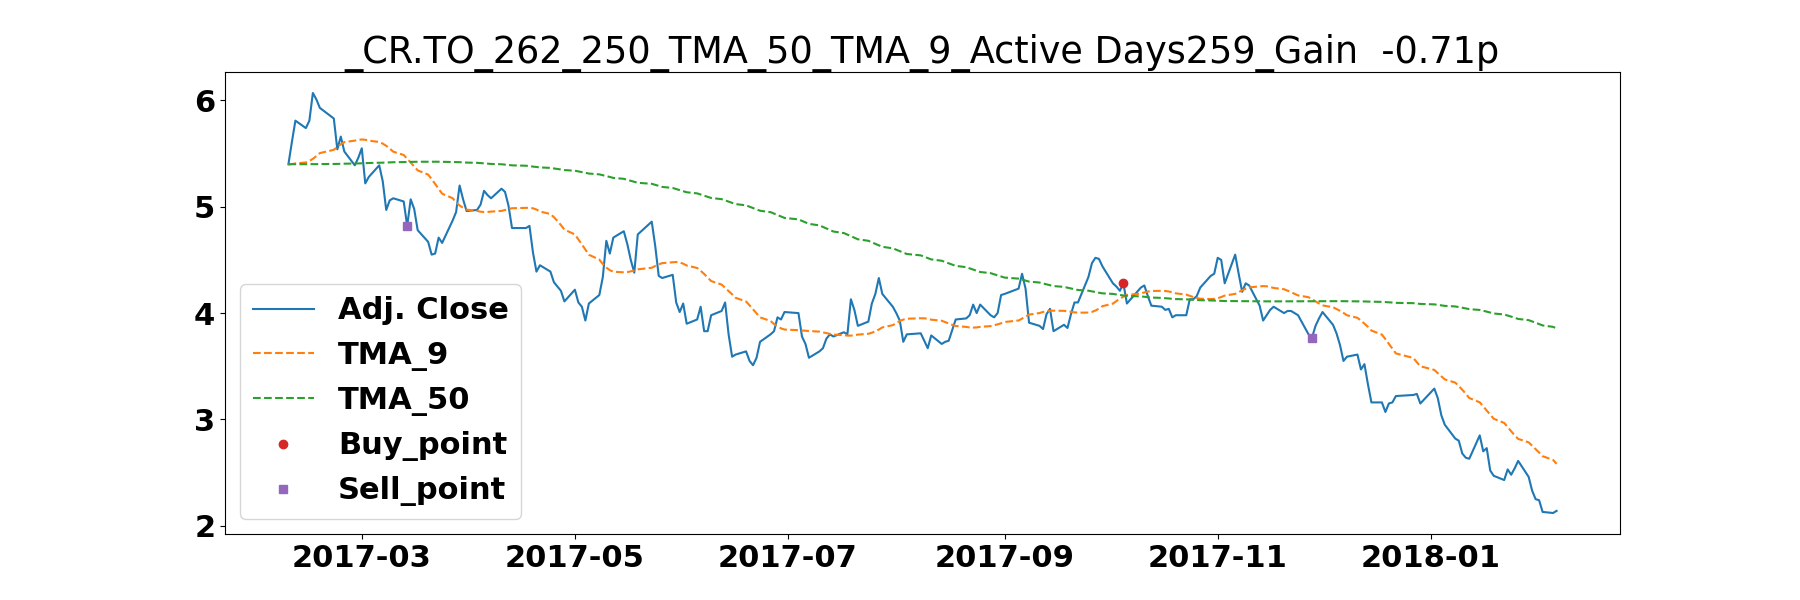 _CR.TO_262_250_TMA_50_TMA_9_Active Days259_Gain  -0.71p
6
5
4
3
2
Adj. Close
TMA_9
TMA_50
Buy_point
Sell_point
2017-03 2017-05 2017-07 2017-09 2017-11 2018-01